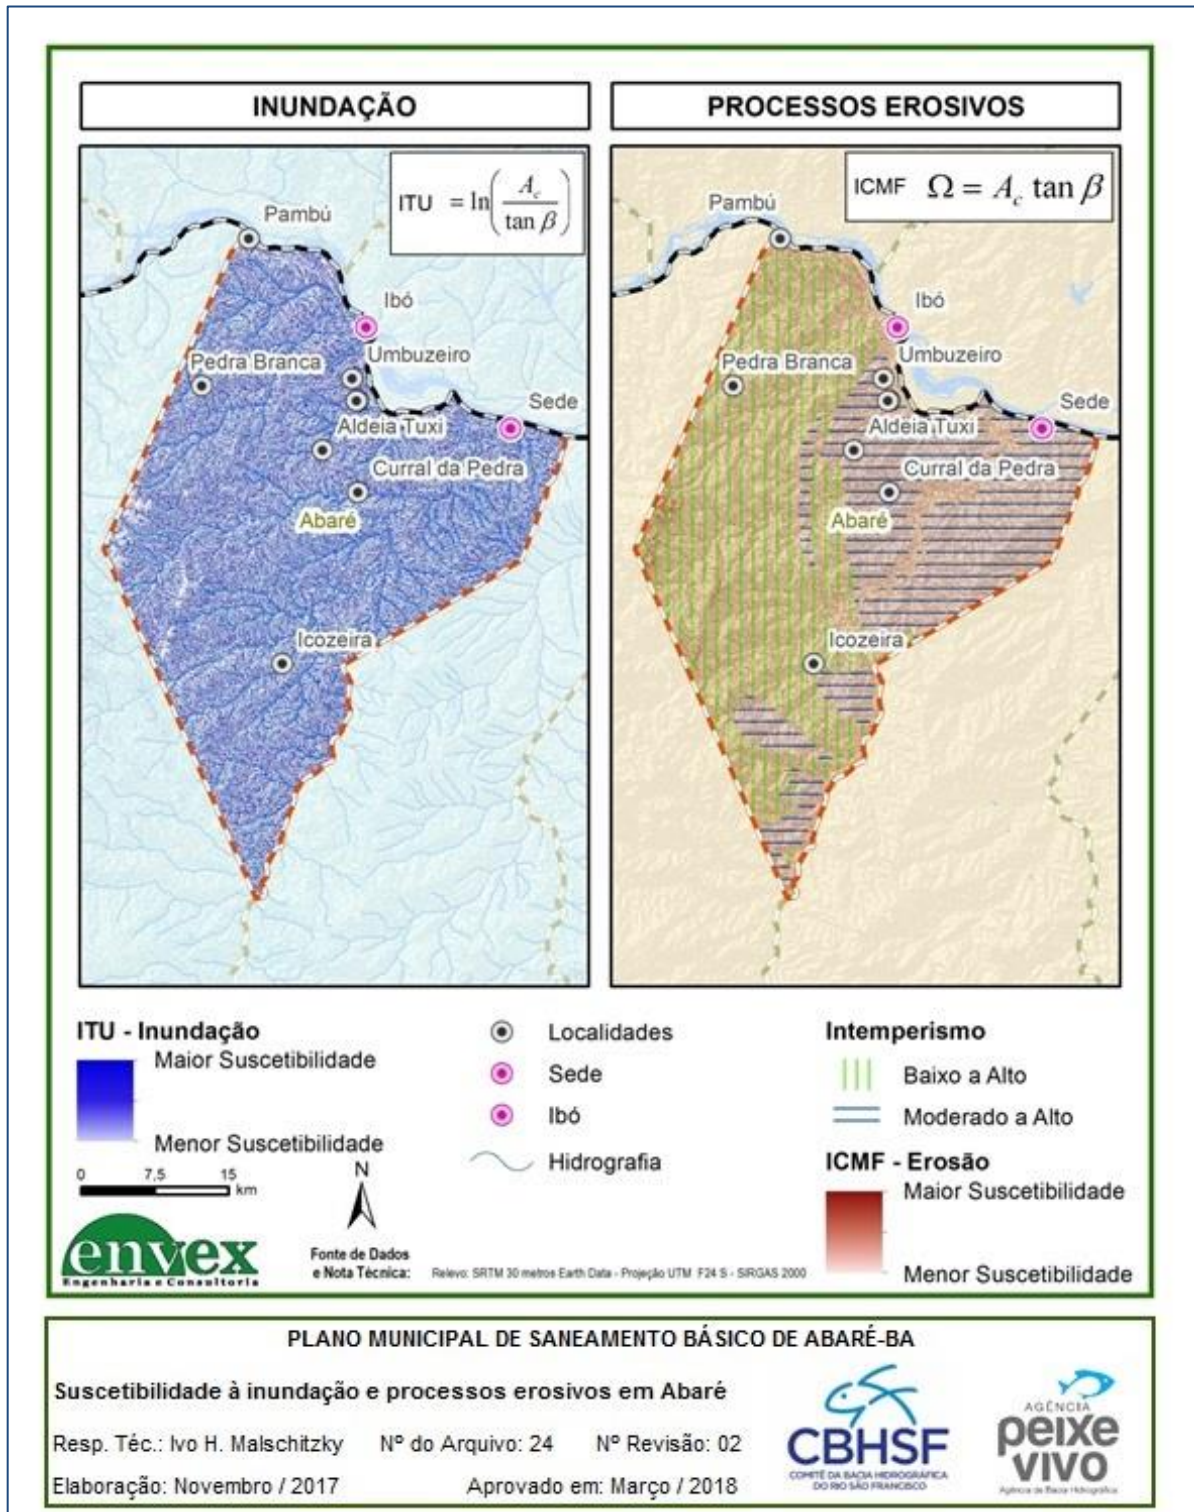 INUNDAÇÃO
ITU = ln(A_c / tan β)
Pambú
Ibó
Umbuzeiro
Pedra Branca
Sede
Aldeia Tuxi
Curral da Pedra
Abaré
Icozeira
PROCESSOS EROSIVOS
ICMF Ω = A_c tan β
Pambú
Ibó
Umbuzeiro
Pedra Branca
Sede
Aldeia Tuxi
Curral da Pedra
Abaré
Icozeira
ITU - Inundação
Maior Suscetibilidade
Menor Suscetibilidade
0 7,5 15
km
N
Localidades
Sede
Ibó
Hidrografia
Intemperismo
Baixo a Alto
Moderado a Alto
ICMF - Erosão
Maior Suscetibilidade
Menor Suscetibilidade
envex
Engenharia e Consultoria
Fonte de Dados
e Nota Técnica: Relevo: SRTM 30 metros Earth Data - Projeção UTM F24 S - SIRGAS 2000
PLANO MUNICIPAL DE SANEAMENTO BÁSICO DE ABARÉ-BA
Suscetibilidade à inundação e processos erosivos em Abaré
Resp. Téc.: Ivo H. Malschitzky Nº do Arquivo: 24 Nº Revisão: 02
Elaboração: Novembro / 2017 Aprovado em: Março / 2018
CBHSF
COMITÊ DA BACIA HIDROGRÁFICA
DO RIO SÃO FRANCISCO
AGÊNCIA
peixe
vivo
Agência de Bacia Hidrográfica